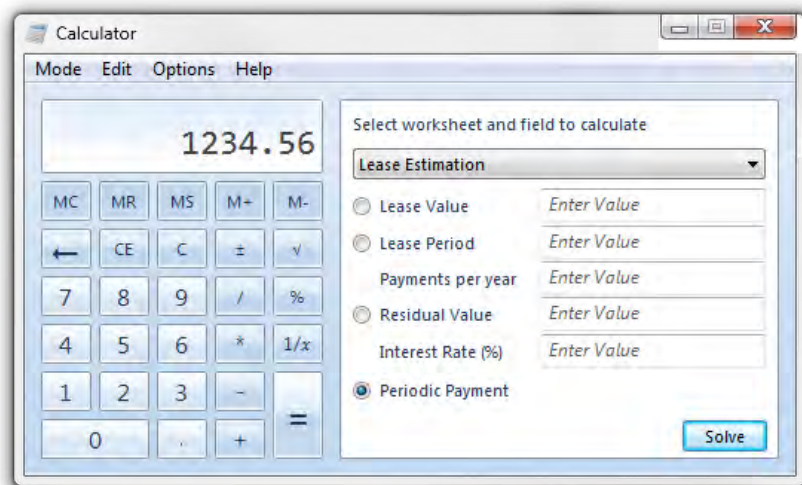 Calculator
Mode Edit Options Help
1234.56
MC MR MS M+ M-
← CE C ± √
7 8 9 / %
4 5 6 * 1/x
1 2 3 - =
0 . +
Select worksheet and field to calculate
Lease Estimation
Lease Value Enter Value
Lease Period Enter Value
Payments per year Enter Value
Residual Value Enter Value
Interest Rate (%) Enter Value
Periodic Payment
Solve